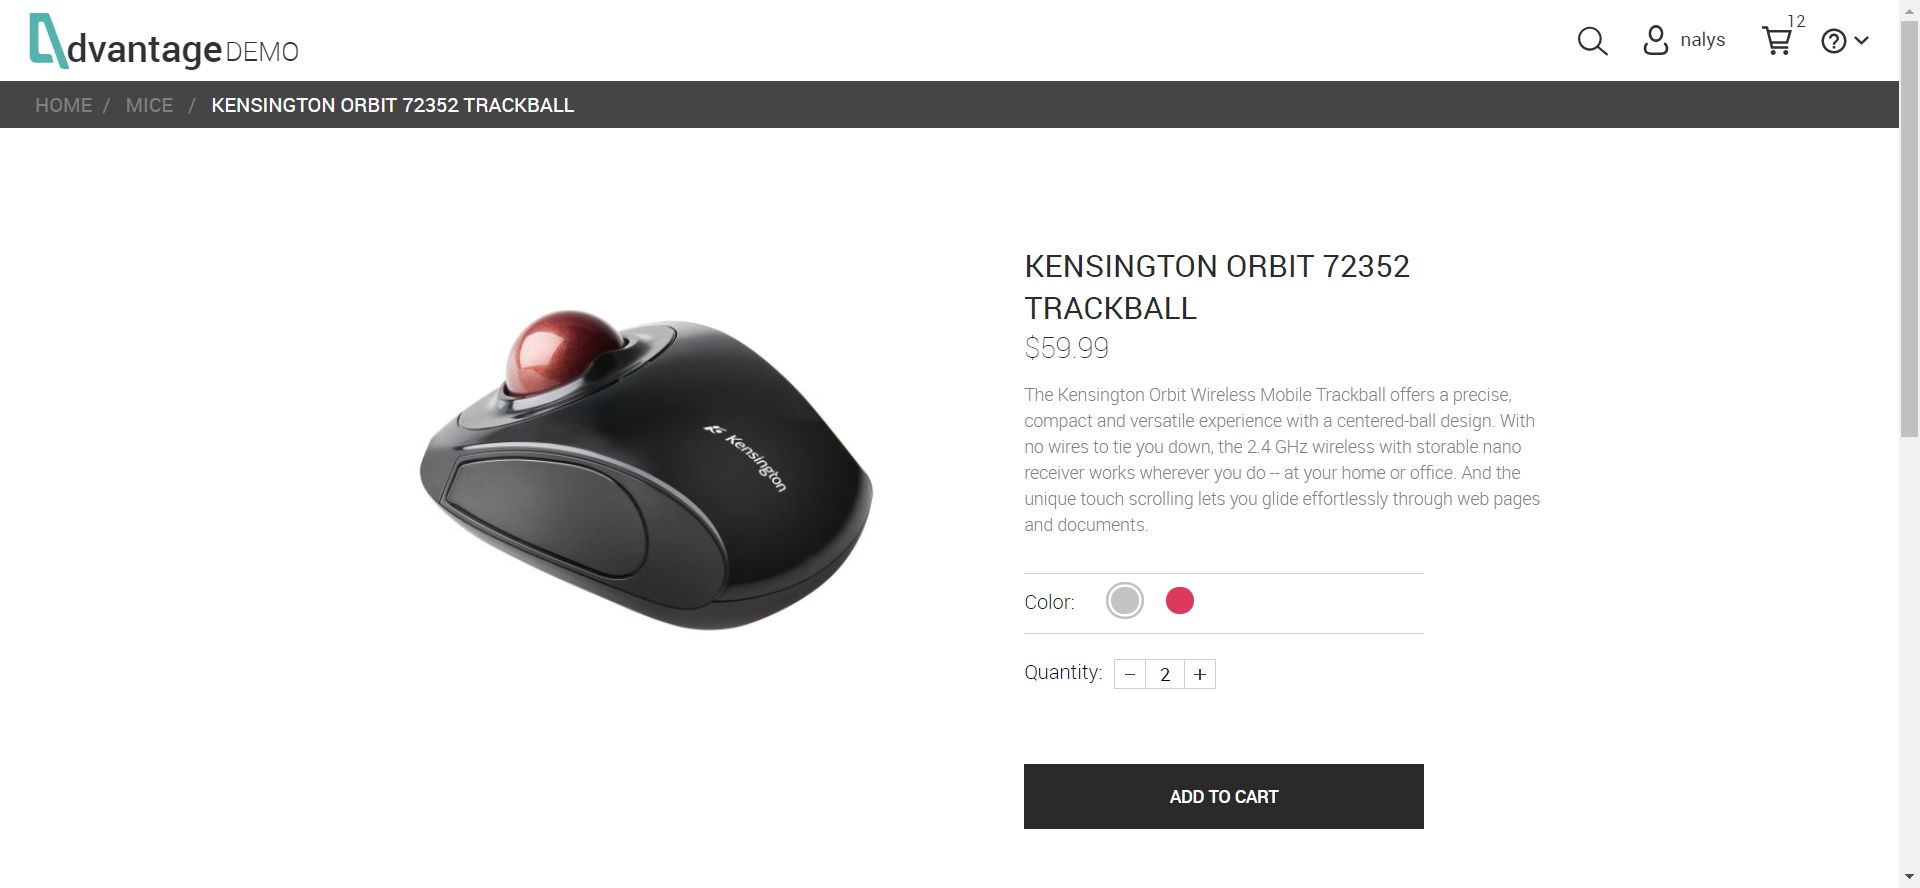 dvantage DEMO
nalys
12
HOME / MICE / KENSINGTON ORBIT 72352 TRACKBALL
Kensington
KENSINGTON ORBIT 72352
TRACKBALL
$59.99
The Kensington Orbit Wireless Mobile Trackball offers a precise,
compact and versatile experience with a centered-ball design. With
no wires to tie you down, the 2.4 GHz wireless with storable nano
receiver works wherever you do -- at your home or office. And the
unique touch scrolling lets you glide effortlessly through web pages
and documents.
Color:
Quantity: − 2 +
ADD TO CART